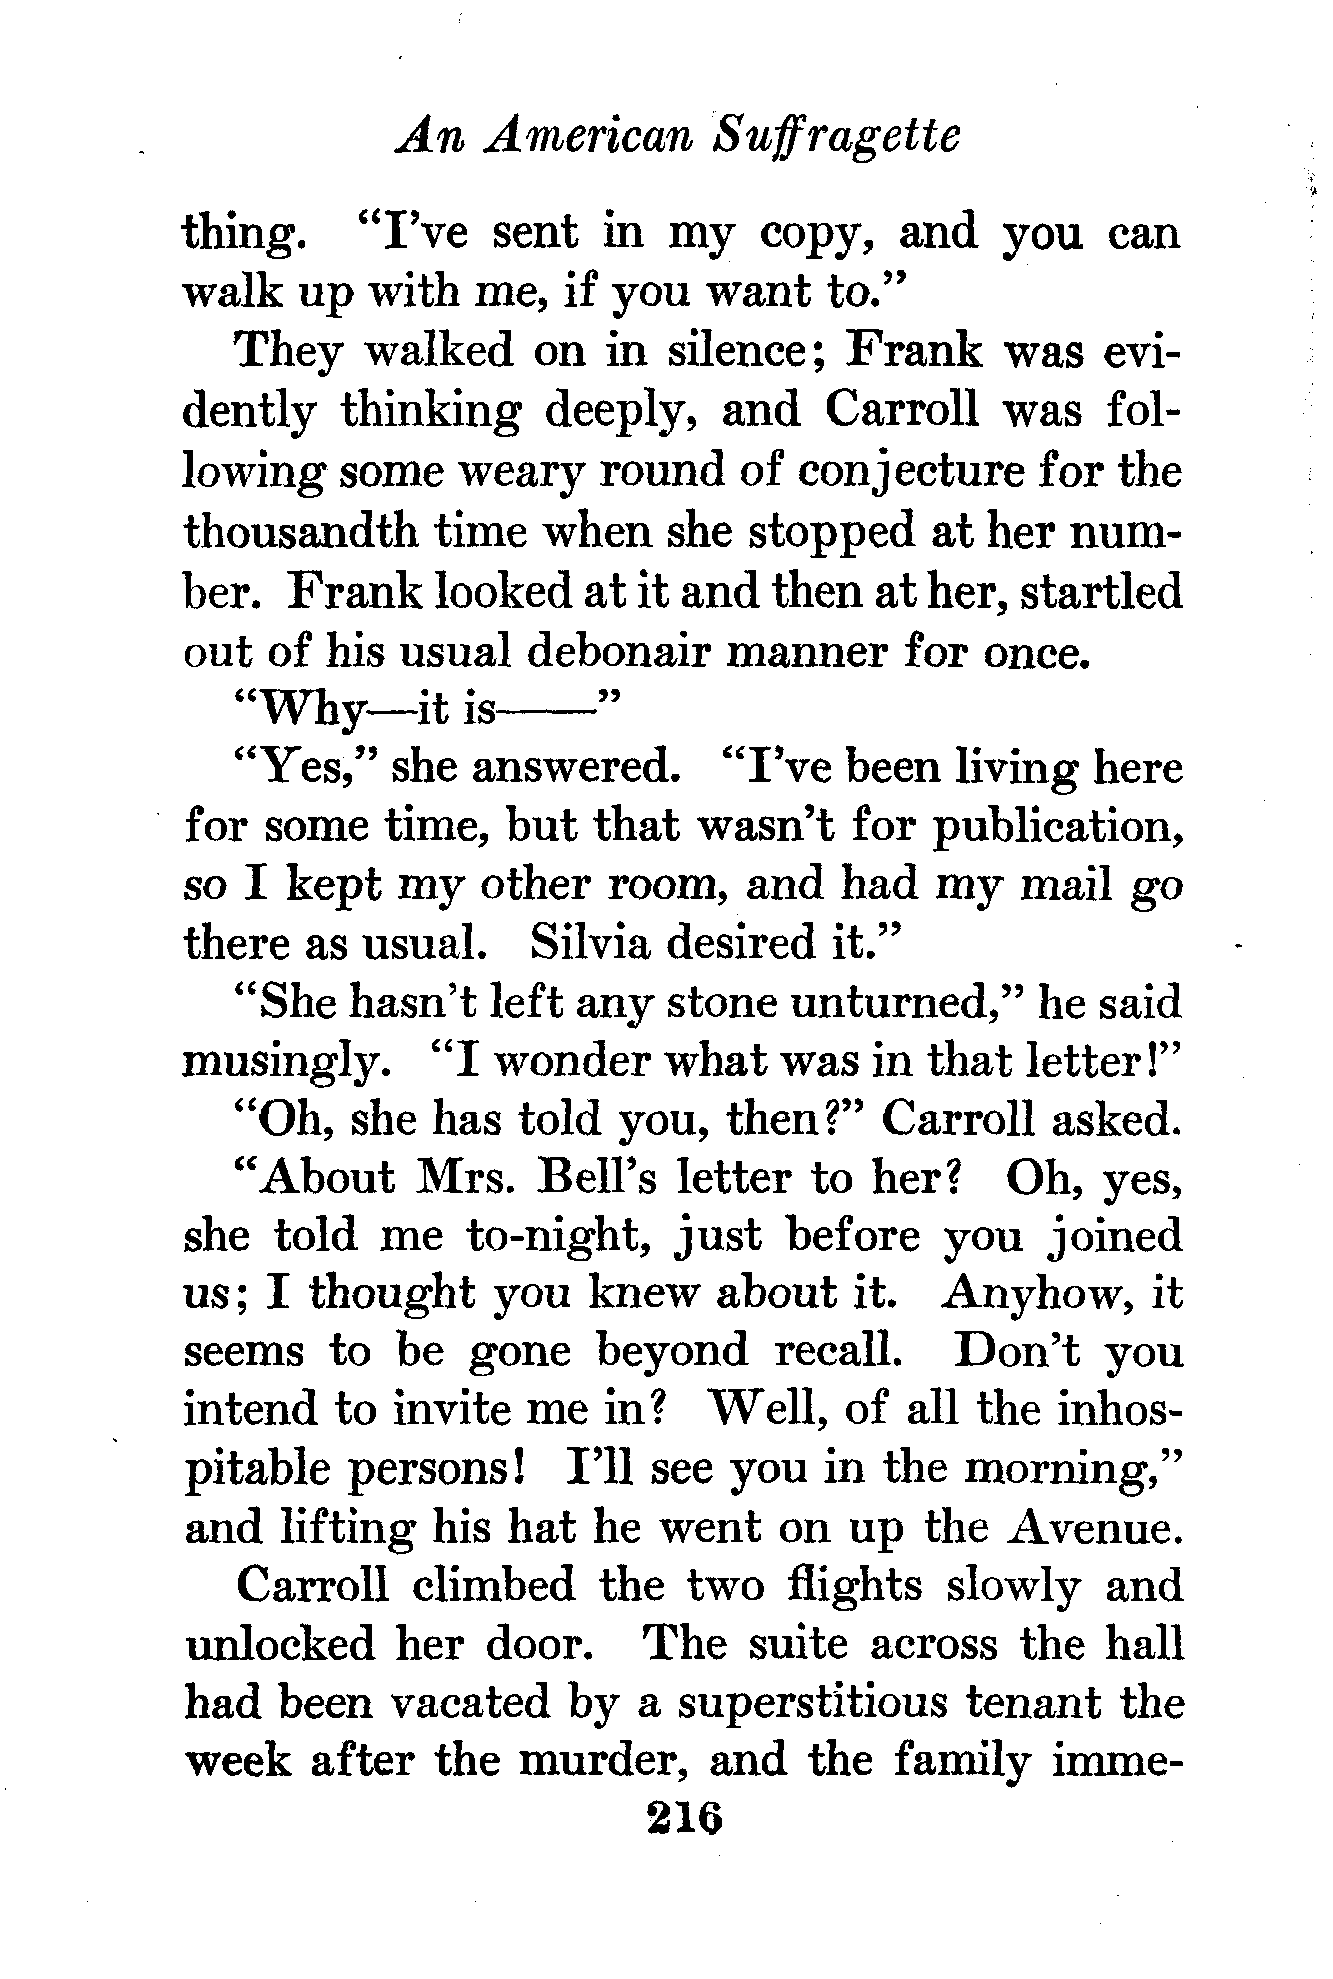 An American Suffragette
thing. “I’ve sent in my copy, and you can
walk up with me, if you want to.”
They walked on in silence; Frank was evi-
dently thinking deeply, and Carroll was fol-
lowing some weary round of conjecture for the
thousandth time when she stopped at her num-
ber. Frank looked at it and then at her, startled
out of his usual debonair manner for once.
“Why—it is——”
“Yes,” she answered. “I’ve been living here
for some time, but that wasn’t for publication,
so I kept my other room, and had my mail go
there as usual. Silvia desired it.”
“She hasn’t left any stone unturned,” he said
musingly. “I wonder what was in that letter!”
“Oh, she has told you, then?” Carroll asked.
“About Mrs. Bell’s letter to her? Oh, yes,
she told me to-night, just before you joined
us; I thought you knew about it. Anyhow, it
seems to be gone beyond recall. Don’t you
intend to invite me in? Well, of all the inhos-
pitable persons! I’ll see you in the morning,”
and lifting his hat he went on up the Avenue.
Carroll climbed the two flights slowly and
unlocked her door. The suite across the hall
had been vacated by a superstitious tenant the
week after the murder, and the family imme-
216